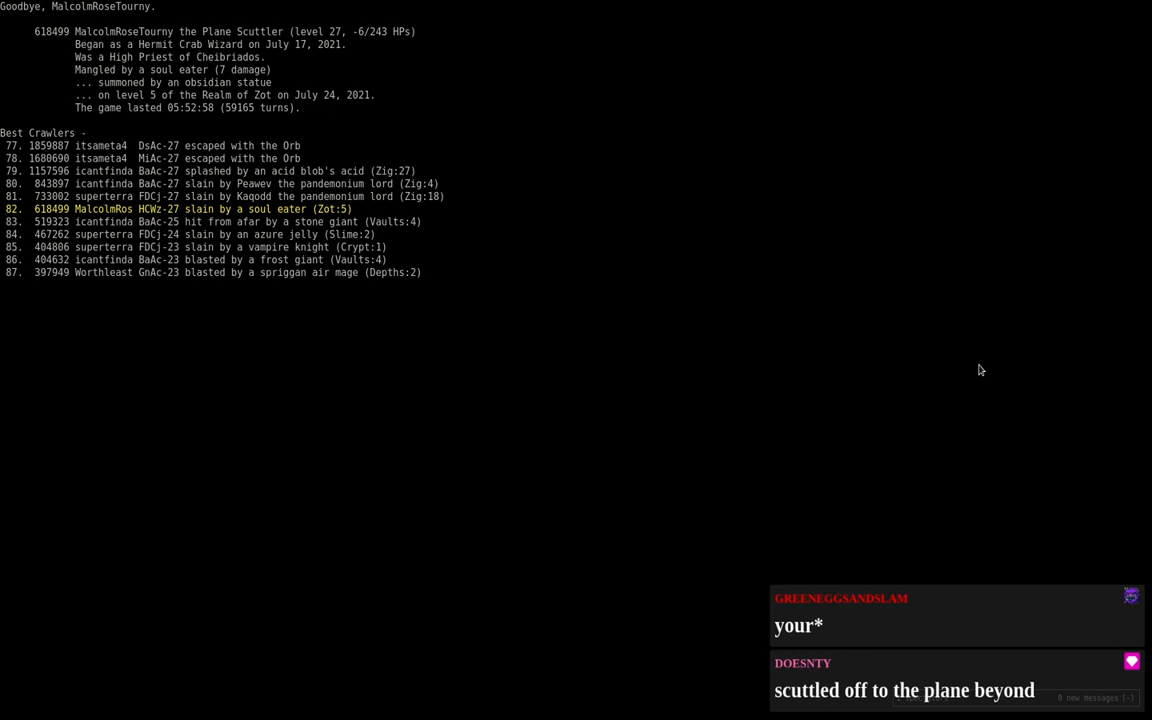 Goodbye, MalcolmRoseTourny.
618499 MalcolmRoseTourny the Plane Scuttler (level 27, -6/243 HPs)
Began as a Hermit Crab Wizard on July 17, 2021.
Was a High Priest of Cheibriados.
Mangled by a soul eater (7 damage)
... summoned by an obsidian statue
... on level 5 of the Realm of Zot on July 24, 2021.
The game lasted 05:52:58 (59165 turns).
Best Crawlers -
77. 1859887 itsameta4  DsAc-27 escaped with the Orb
78. 1680690 itsameta4  MiAc-27 escaped with the Orb
79. 1157596 icantfinda BaAc-27 splashed by an acid blob's acid (Zig:27)
80.  843897 icantfinda BaAc-27 slain by Peawev the pandemonium lord (Zig:4)
81.  733002 superterra FDCj-27 slain by Kaqodd the pandemonium lord (Zig:18)
82.  618499 MalcolmRos HCWz-27 slain by a soul eater (Zot:5)
83.  519323 icantfinda BaAc-25 hit from afar by a stone giant (Vaults:4)
84.  467262 superterra FDCj-24 slain by an azure jelly (Slime:2)
85.  404806 superterra FDCj-23 slain by a vampire knight (Crypt:1)
86.  404632 icantfinda BaAc-23 blasted by a frost giant (Vaults:4)
87.  397949 Worthleast GnAc-23 blasted by a spriggan air mage (Depths:2)
GREENEGGSANDSLAM
your*
DOESNTY
scuttled off to the plane beyond
0 new messages (-)